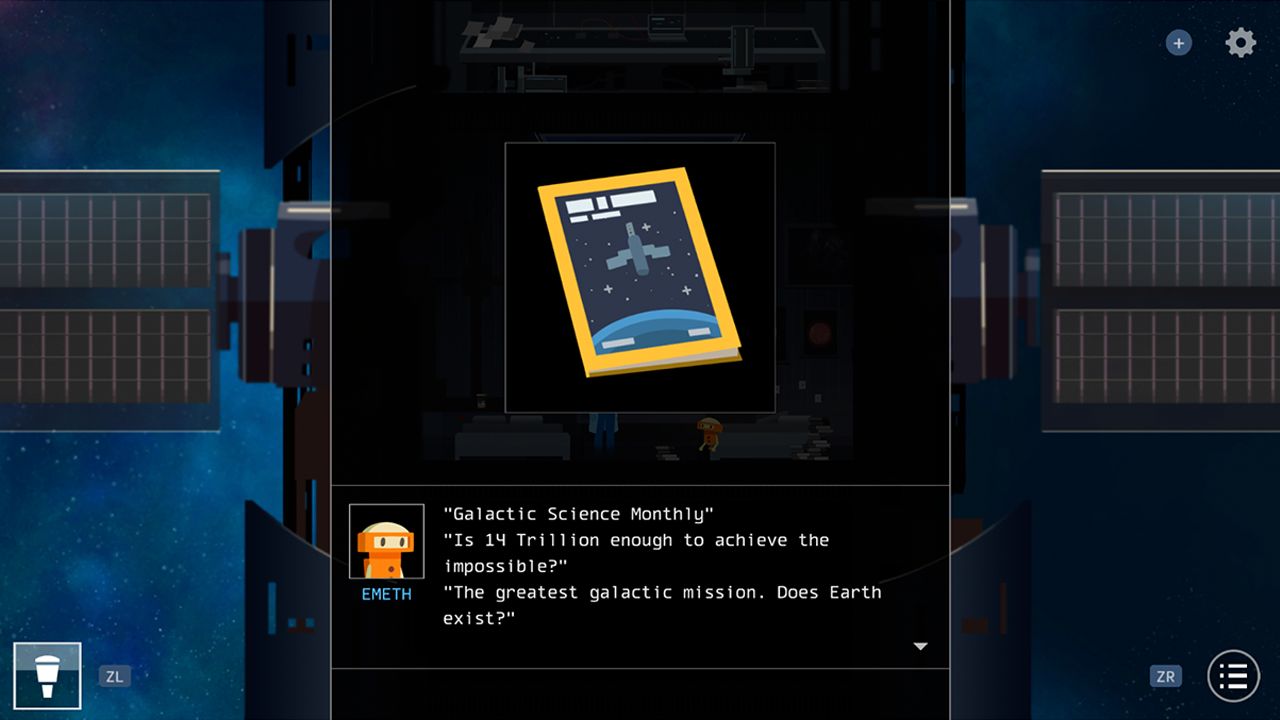 +
"Galactic Science Monthly"
"Is 14 Trillion enough to achieve the
impossible?"
"The greatest galactic mission. Does Earth
exist?"
EMETH
ZL
ZR